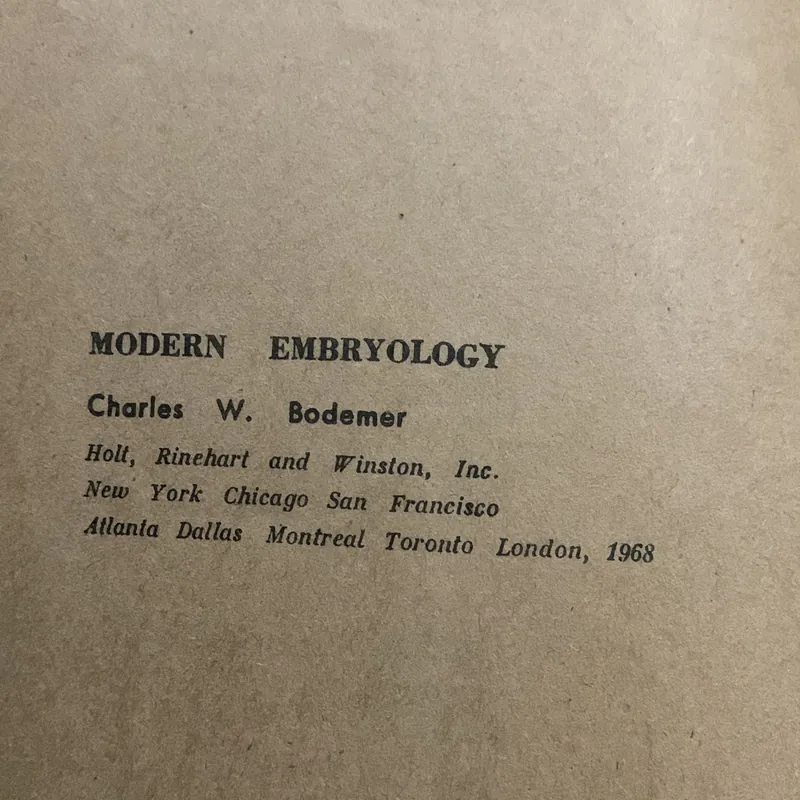 MODERN EMBRYOLOGY
Charles W. Bodemer
Holt, Rinehart and Winston, Inc.
New York Chicago San Francisco
Atlanta Dallas Montreal Toronto London, 1968